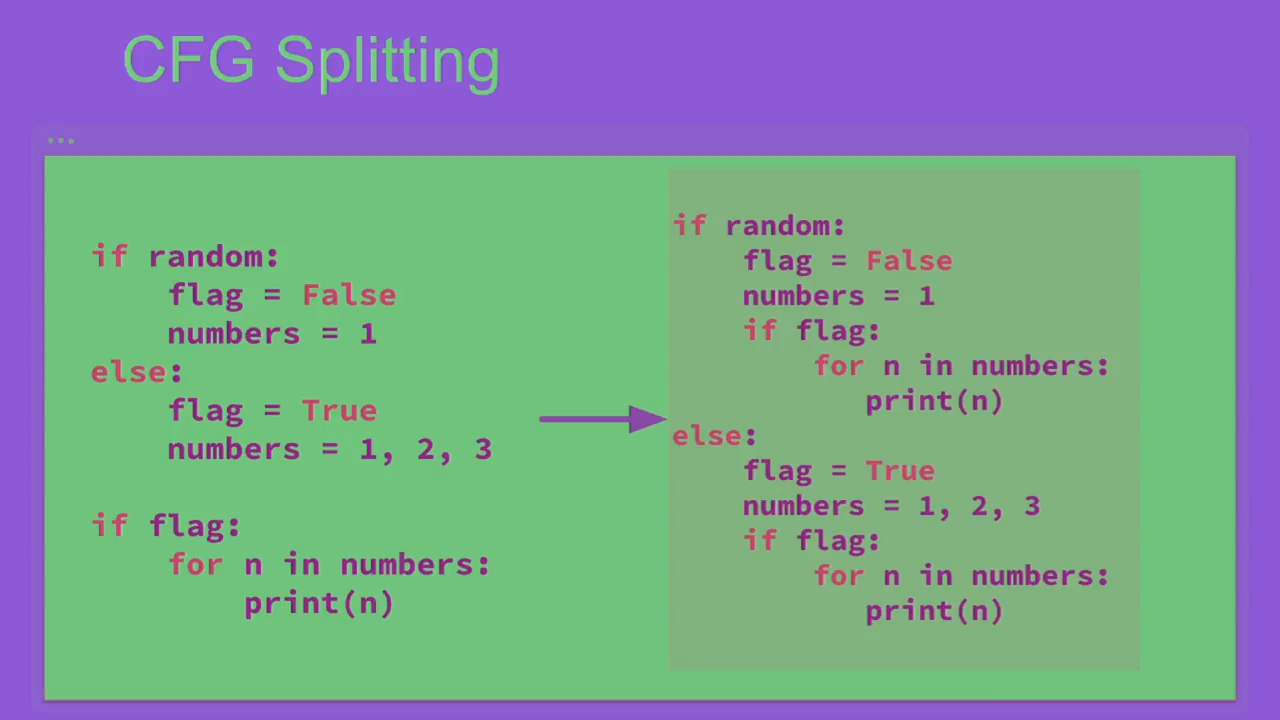 CFG Splitting
...
if random:
    flag = False
    numbers = 1
else:
    flag = True
    numbers = 1, 2, 3
if flag:
    for n in numbers:
        print(n)
if random:
    flag = False
    numbers = 1
    if flag:
        for n in numbers:
           print(n)
else:
    flag = True
    numbers = 1, 2, 3
    if flag:
        for n in numbers:
           print(n)